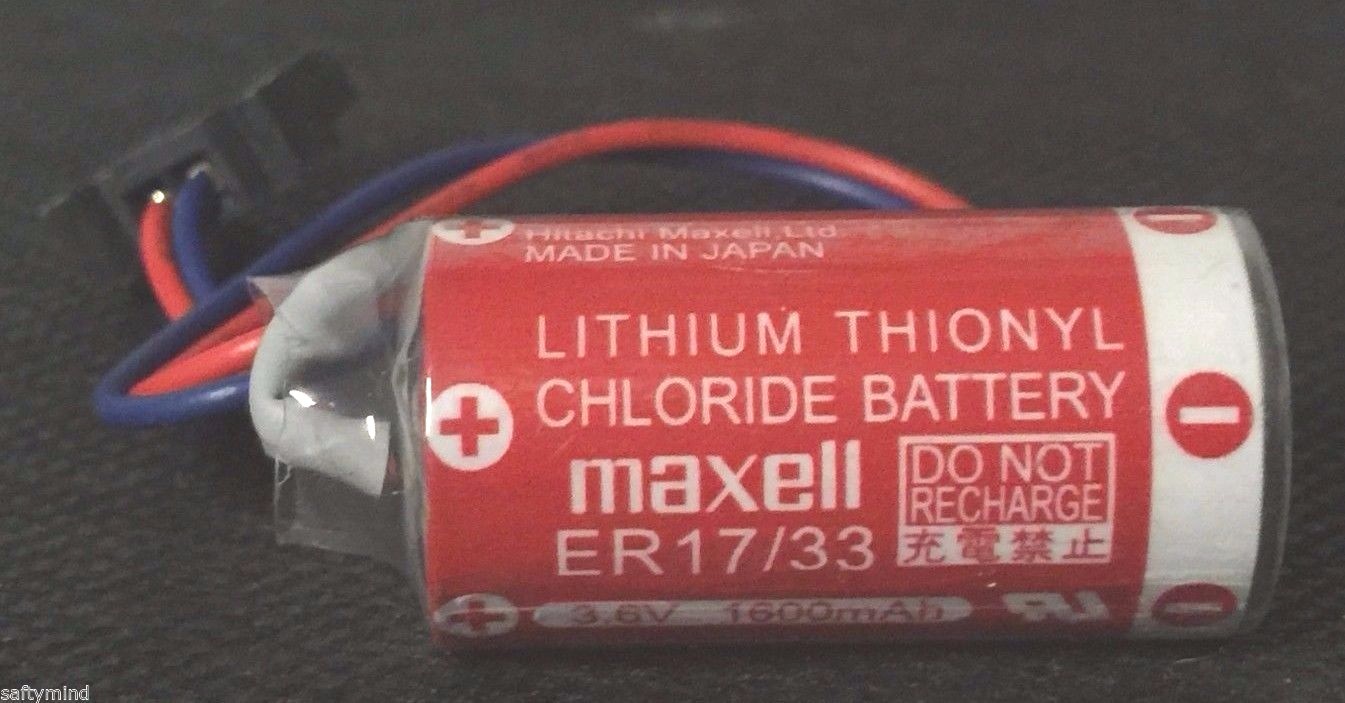 Hitachi Maxell, Ltd
MADE IN JAPAN
LITHIUM THIONYL
CHLORIDE BATTERY
maxell
ER17/33
DO NOT
RECHARGE
充電禁止
3.6V 1600mAh
saftymind